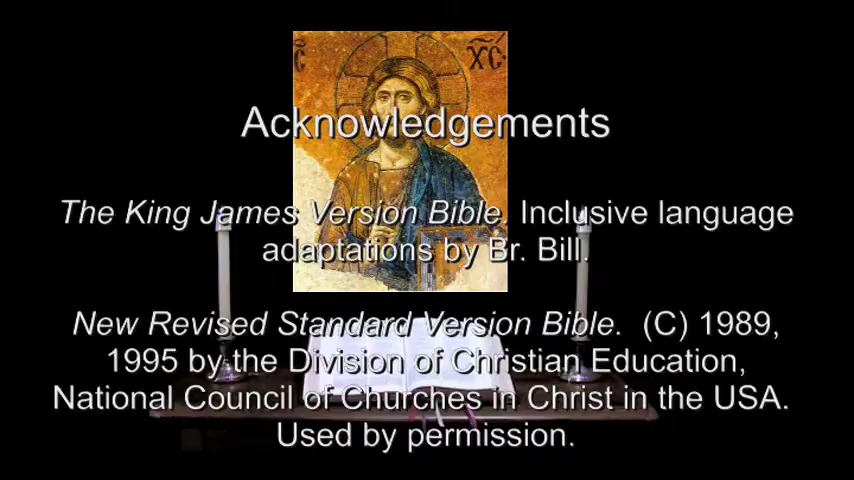 Acknowledgements
The King James Version Bible. Inclusive language
adaptations by Br. Bill.
New Revised Standard Version Bible.  (C) 1989,
1995 by the Division of Christian Education,
National Council of Churches in Christ in the USA.
Used by permission.